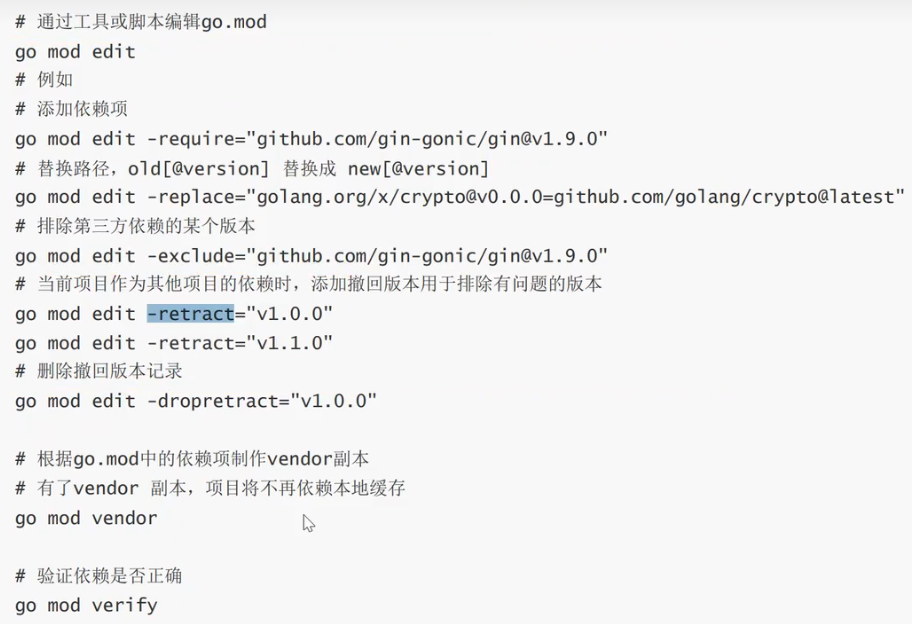 # 通过工具或脚本编辑go.mod
go mod edit
# 例如
# 添加依赖项
go mod edit -require="github.com/gin-gonic/gin@v1.9.0"
# 替换路径，old[@version] 替换成 new[@version]
go mod edit -replace="golang.org/x/crypto@v0.0.0=github.com/golang/crypto@latest"
# 排除第三方依赖的某个版本
go mod edit -exclude="github.com/gin-gonic/gin@v1.9.0"
# 当前项目作为其他项目的依赖时，添加撤回版本用于排除有问题的版本
go mod edit -retract="v1.0.0"
go mod edit -retract="v1.1.0"
# 删除撤回版本记录
go mod edit -dropretract="v1.0.0"
# 根据go.mod中的依赖项制作vendor副本
# 有了vendor 副本，项目将不再依赖本地缓存
go mod vendor
# 验证依赖是否正确
go mod verify